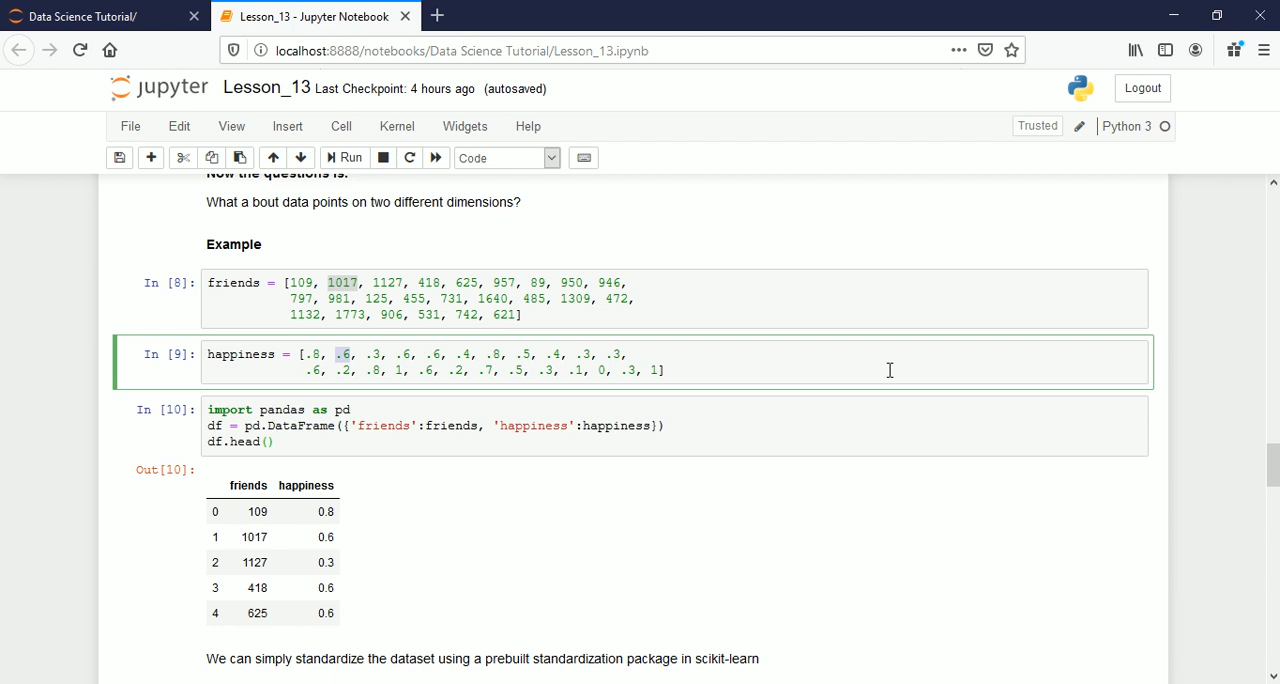 Data Science Tutorial/
Lesson_13 - Jupyter Notebook
localhost:8888/notebooks/Data Science Tutorial/Lesson_13.ipynb
jupyter Lesson_13 Last Checkpoint: 4 hours ago (autosaved)
Logout
File Edit View Insert Cell Kernel Widgets Help
Trusted Python 3
Run Code
Now the questions is:
What a bout data points on two different dimensions?
Example
In [8]: friends = [109, 1017, 1127, 418, 625, 957, 89, 950, 946,
797, 981, 125, 455, 731, 1640, 485, 1309, 472,
1132, 1773, 906, 531, 742, 621]
In [9]: happiness = [.8, .6, .3, .6, .6, .4, .8, .5, .4, .3, .3,
.6, .2, .8, 1, .6, .2, .7, .5, .3, .1, 0, .3, 1]
In [10]: import pandas as pd
df = pd.DataFrame({'friends':friends, 'happiness':happiness})
df.head()
Out[10]:
friends happiness
0 109 0.8
1 1017 0.6
2 1127 0.3
3 418 0.6
4 625 0.6
We can simply standardize the dataset using a prebuilt standardization package in scikit-learn